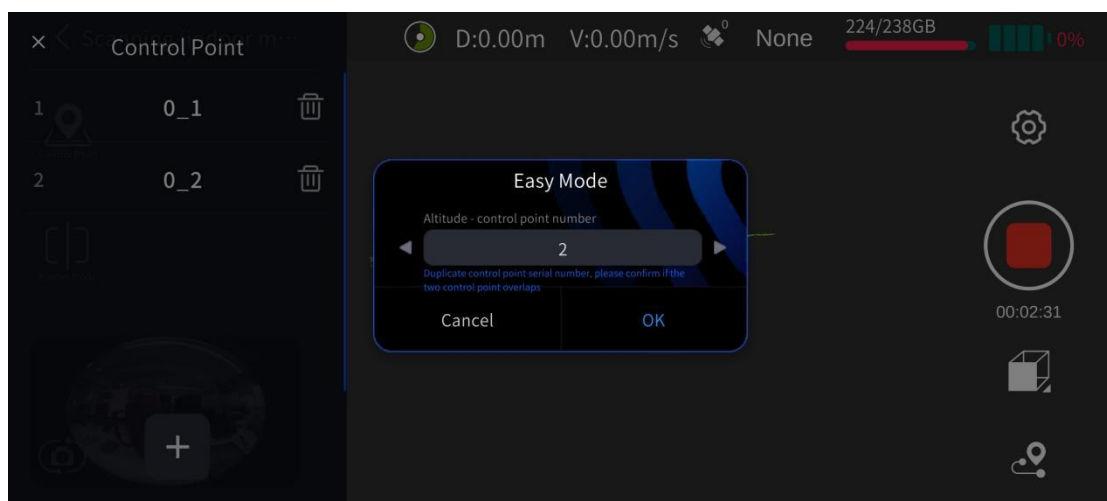 Control Point
D:0.00m V:0.00m/s 0 None 224/238GB 0%
1 0_1
2 0_2
Easy Mode
Altitude - control point number
2
Duplicate control point serial number, please confirm if the
two control point overlaps
Cancel OK
00:02:31